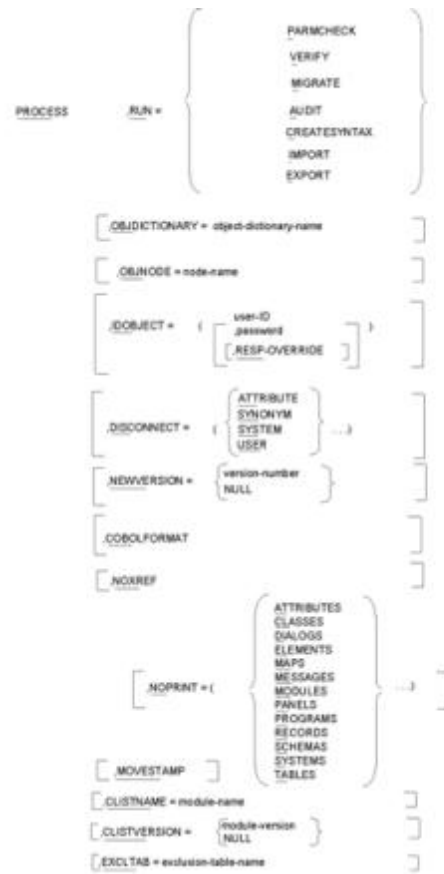 PARMCHECK
VERIFY
MIGRATE
PROCESS ,RUN = AUDIT
CREATESYNTAX
IMPORT
EXPORT
,OBJDICTIONARY = object-dictionary-name
,OBJNODE = node-name
,IDOBJECT = ( user-ID
,password )
,RESP-OVERRIDE
,DISCONNECT = ( ATTRIBUTE
SYNONYM
SYSTEM ...)
USER
,NEWVERSION = version-number
NULL
,COBOLFORMAT
,NOXREF
ATTRIBUTES
CLASSES
DIALOGS
ELEMENTS
MAPS
MESSAGES
,NOPRINT = ( MODULES ...)
PANELS
PROGRAMS
RECORDS
SCHEMAS
SYSTEMS
TABLES
,MOVESTAMP
,CLISTNAME = module-name
,CLISTVERSION = module-version
NULL
,EXCLTAB = exclusion-table-name